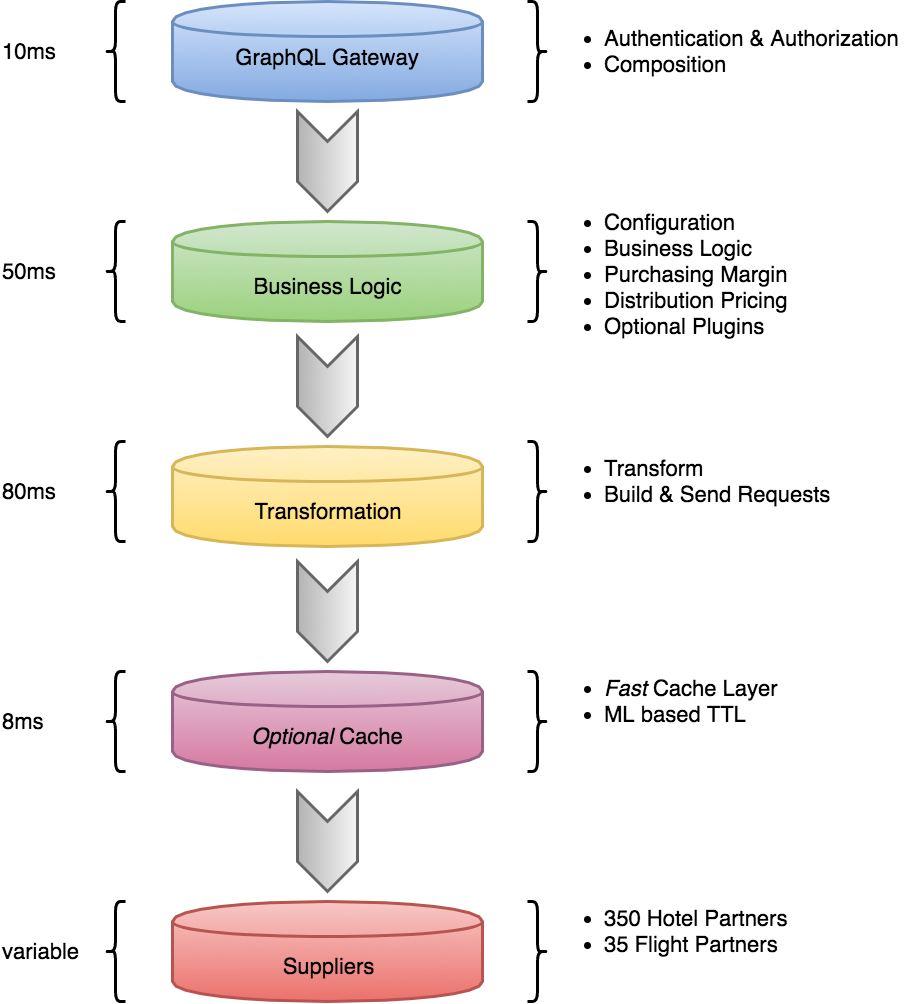 10ms
GraphQL Gateway
• Authentication & Authorization
• Composition
50ms
Business Logic
• Configuration
• Business Logic
• Purchasing Margin
• Distribution Pricing
• Optional Plugins
80ms
Transformation
• Transform
• Build & Send Requests
8ms
Optional Cache
• Fast Cache Layer
• ML based TTL
variable
Suppliers
• 350 Hotel Partners
• 35 Flight Partners